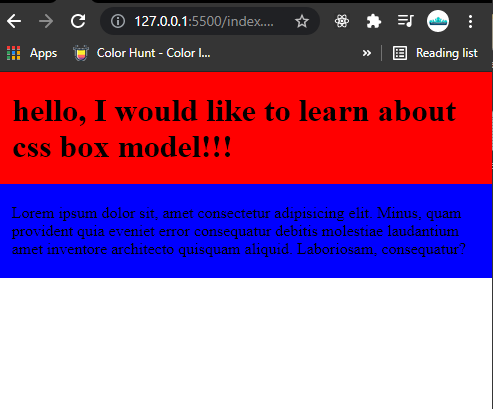 127.0.0.1:5500/index....
Apps Color Hunt - Color I... » Reading list
hello, I would like to learn about
css box model!!!
Lorem ipsum dolor sit, amet consectetur adipisicing elit. Minus, quam
provident quia eveniet error consequatur debitis molestiae laudantium
amet inventore architecto quisquam aliquid. Laboriosam, consequatur?